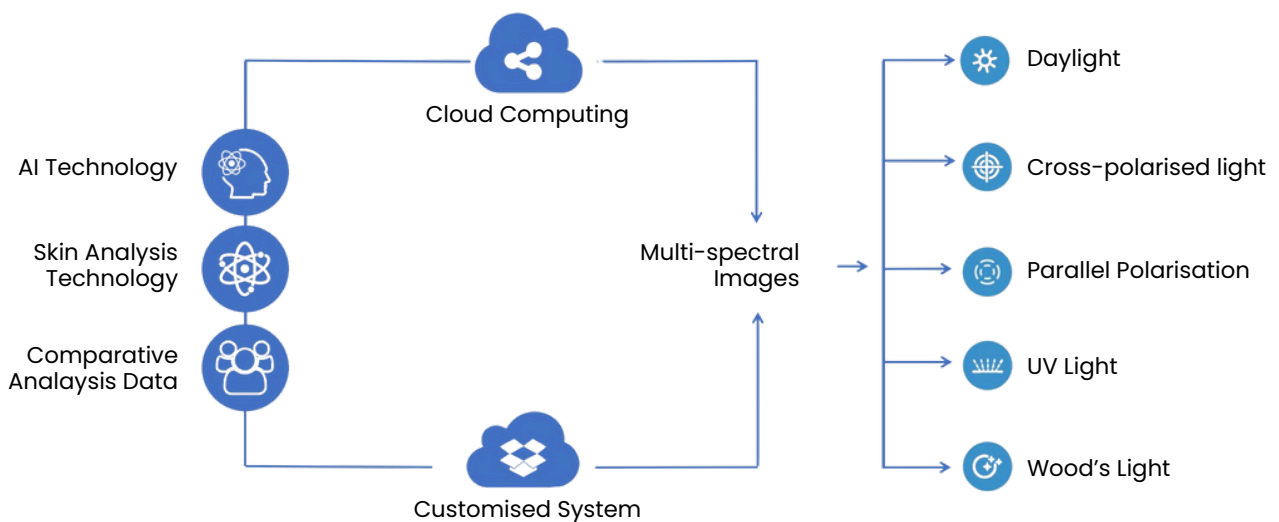 Cloud Computing
AI Technology
Skin Analysis
Technology
Comparative
Analaysis Data
Customised System
Multi-spectral
Images
Daylight
Cross-polarised light
Parallel Polarisation
UV Light
Wood's Light